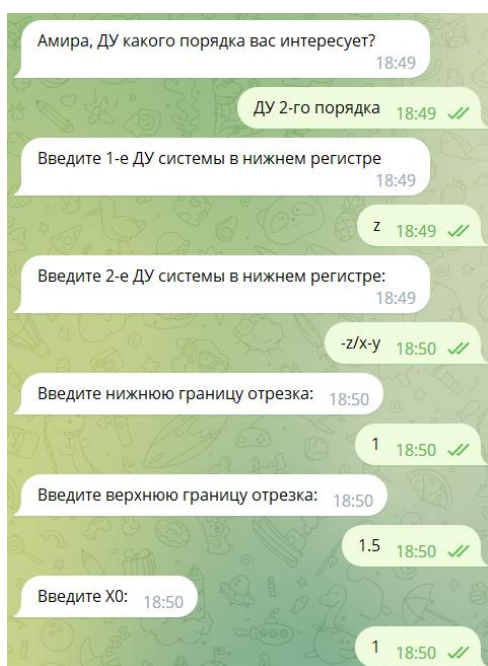 Амира, ДУ какого порядка вас интересует?
18:49
ДУ 2-го порядка 18:49
Введите 1-е ДУ системы в нижнем регистре
18:49
z 18:49
Введите 2-е ДУ системы в нижнем регистре:
18:49
-z/x-y 18:50
Введите нижнюю границу отрезка: 18:50
1 18:50
Введите верхнюю границу отрезка: 18:50
1.5 18:50
Введите X0: 18:50
1 18:50